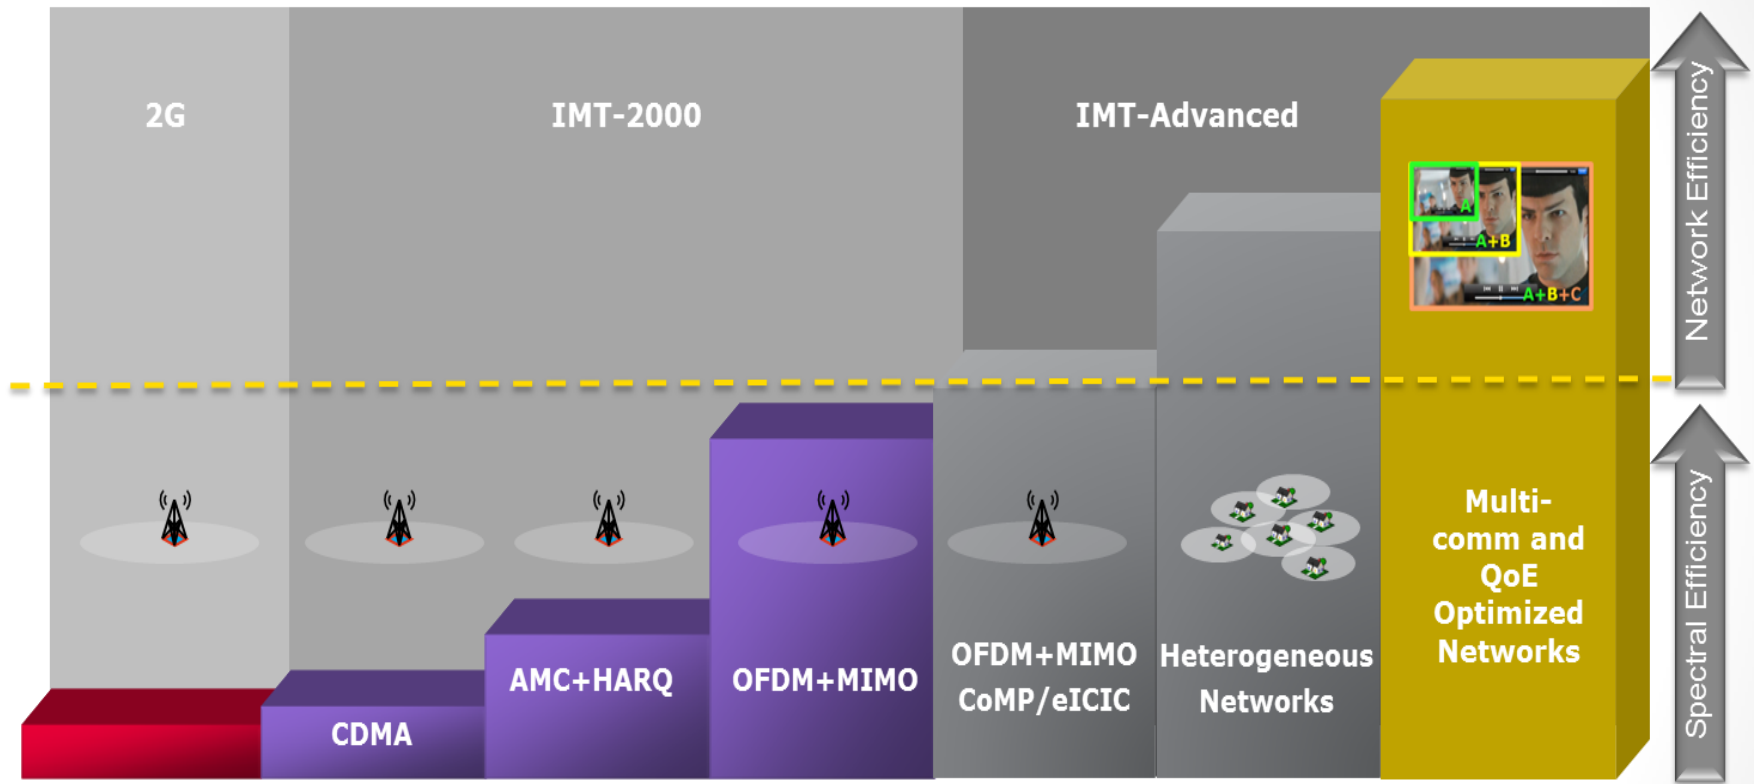 2G
IMT-2000
IMT-Advanced
Network Efficiency
A
A+B
A+B+C
CDMA
AMC+HARQ
OFDM+MIMO
OFDM+MIMO
CoMP/eICIC
Heterogeneous
Networks
Multi-
comm and
QoE
Optimized
Networks
Spectral Efficiency